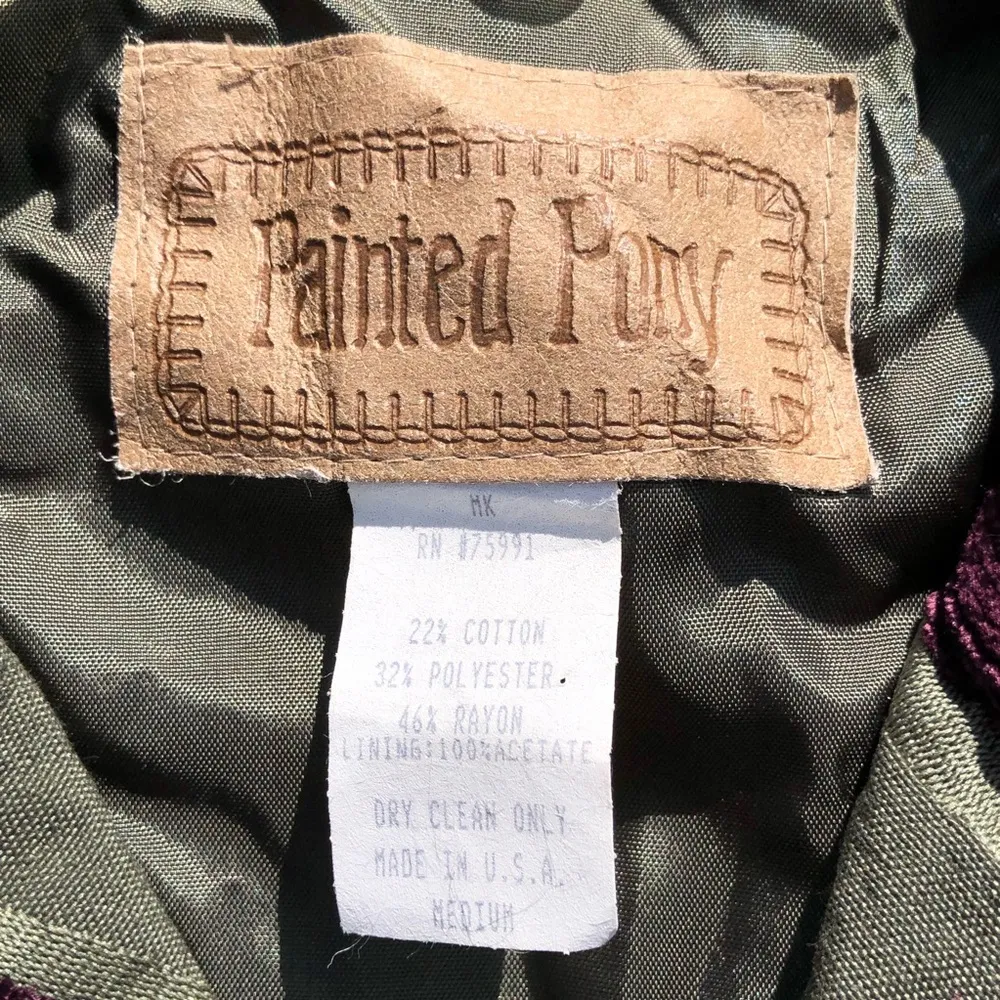 Painted Pony
MK
RN #75991
22% COTTON
32% POLYESTER
46% RAYON
LINING:100%ACETATE
DRY CLEAN ONLY
MADE IN U.S.A.
MEDIUM